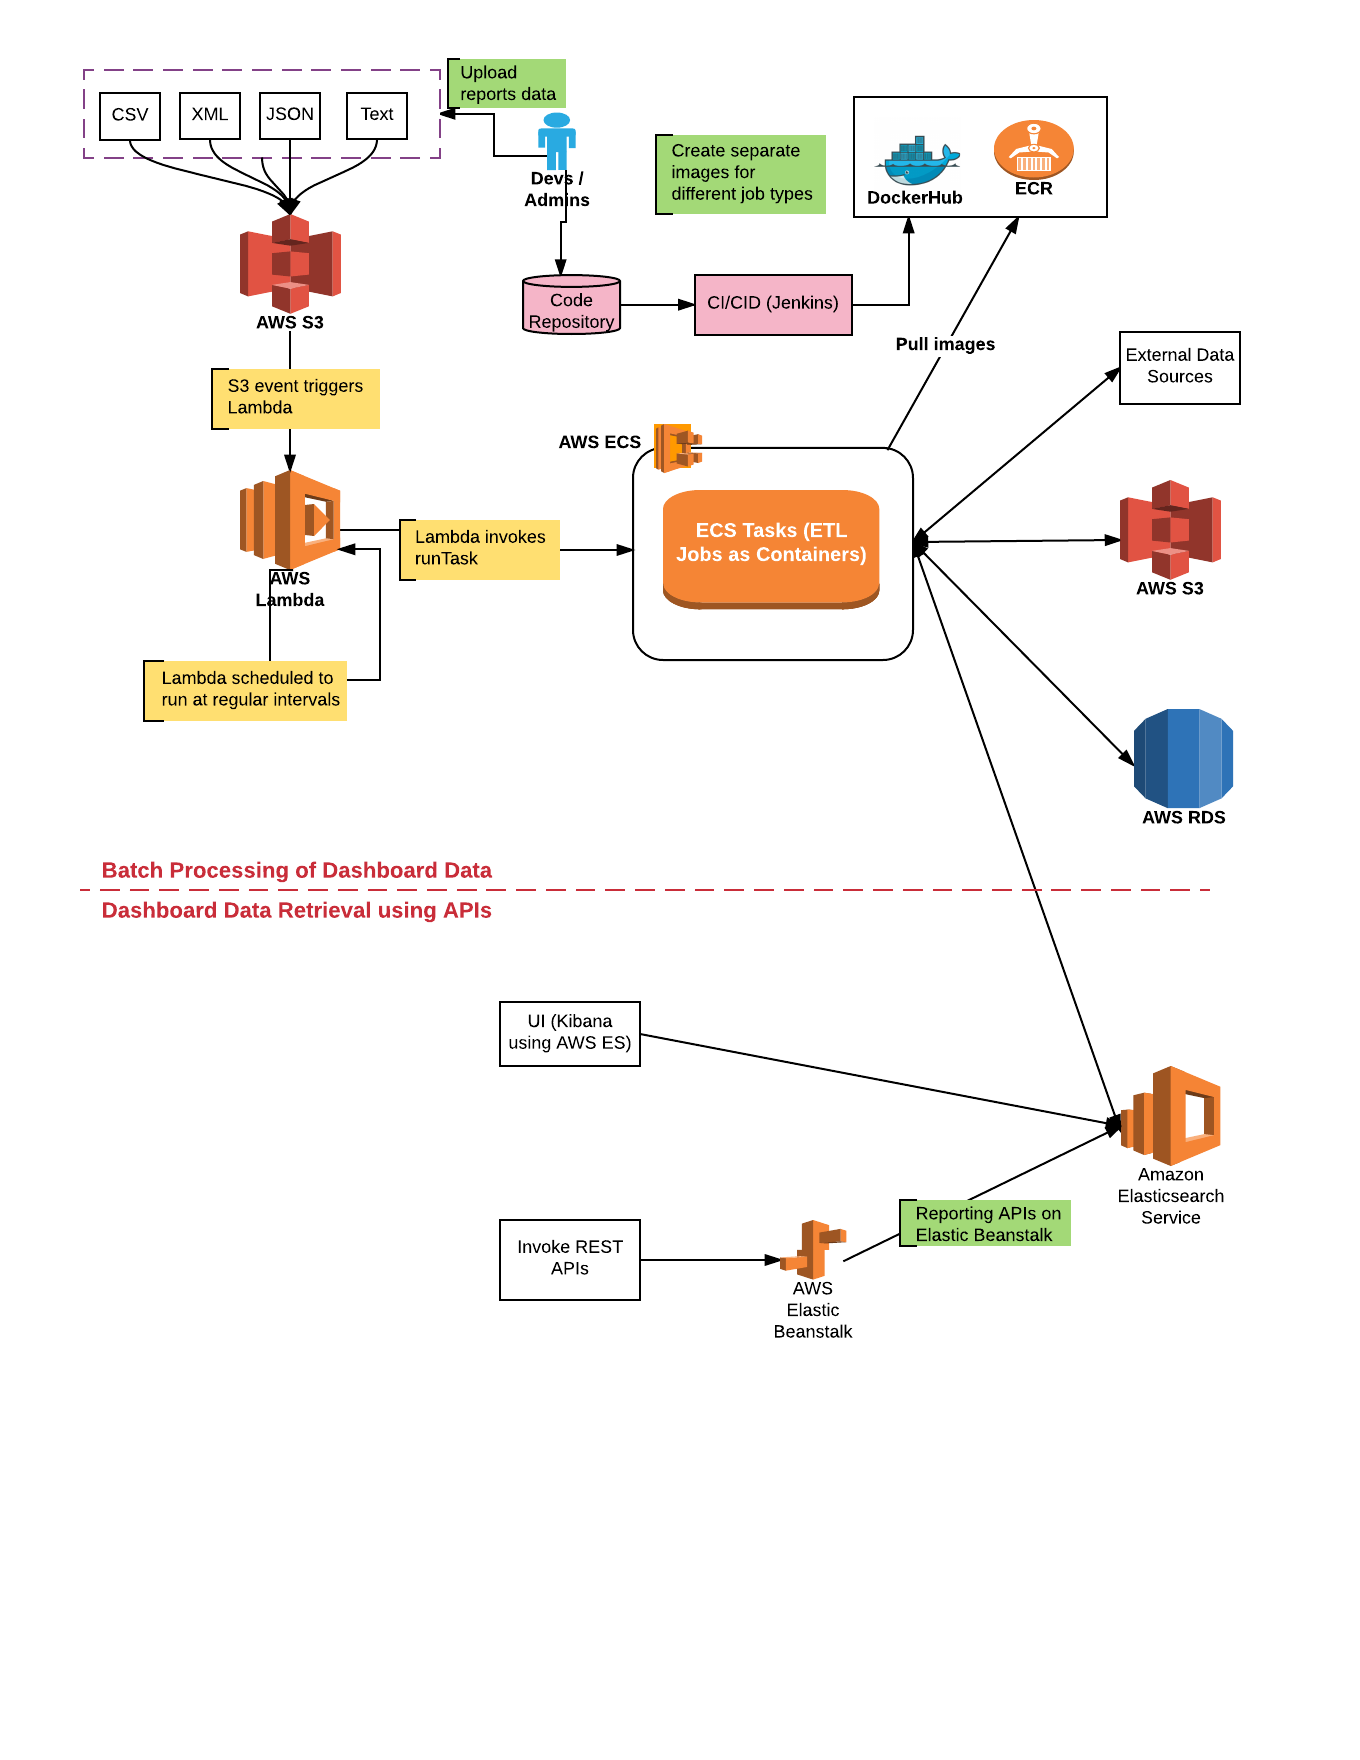 Upload
reports data
CSV
XML
JSON
Text
Devs /
Admins
Create separate
images for
different job types
DockerHub
ECR
AWS S3
Code
Repository
CI/CID (Jenkins)
Pull images
External Data
Sources
S3 event triggers
Lambda
AWS ECS
ECS Tasks (ETL
Jobs as Containers)
Lambda invokes
runTask
AWS
Lambda
AWS S3
Lambda scheduled to
run at regular intervals
AWS RDS
Batch Processing of Dashboard Data
Dashboard Data Retrieval using APIs
UI (Kibana
using AWS ES)
Amazon
Elasticsearch
Service
Reporting APIs on
Elastic Beanstalk
Invoke REST
APIs
AWS
Elastic
Beanstalk